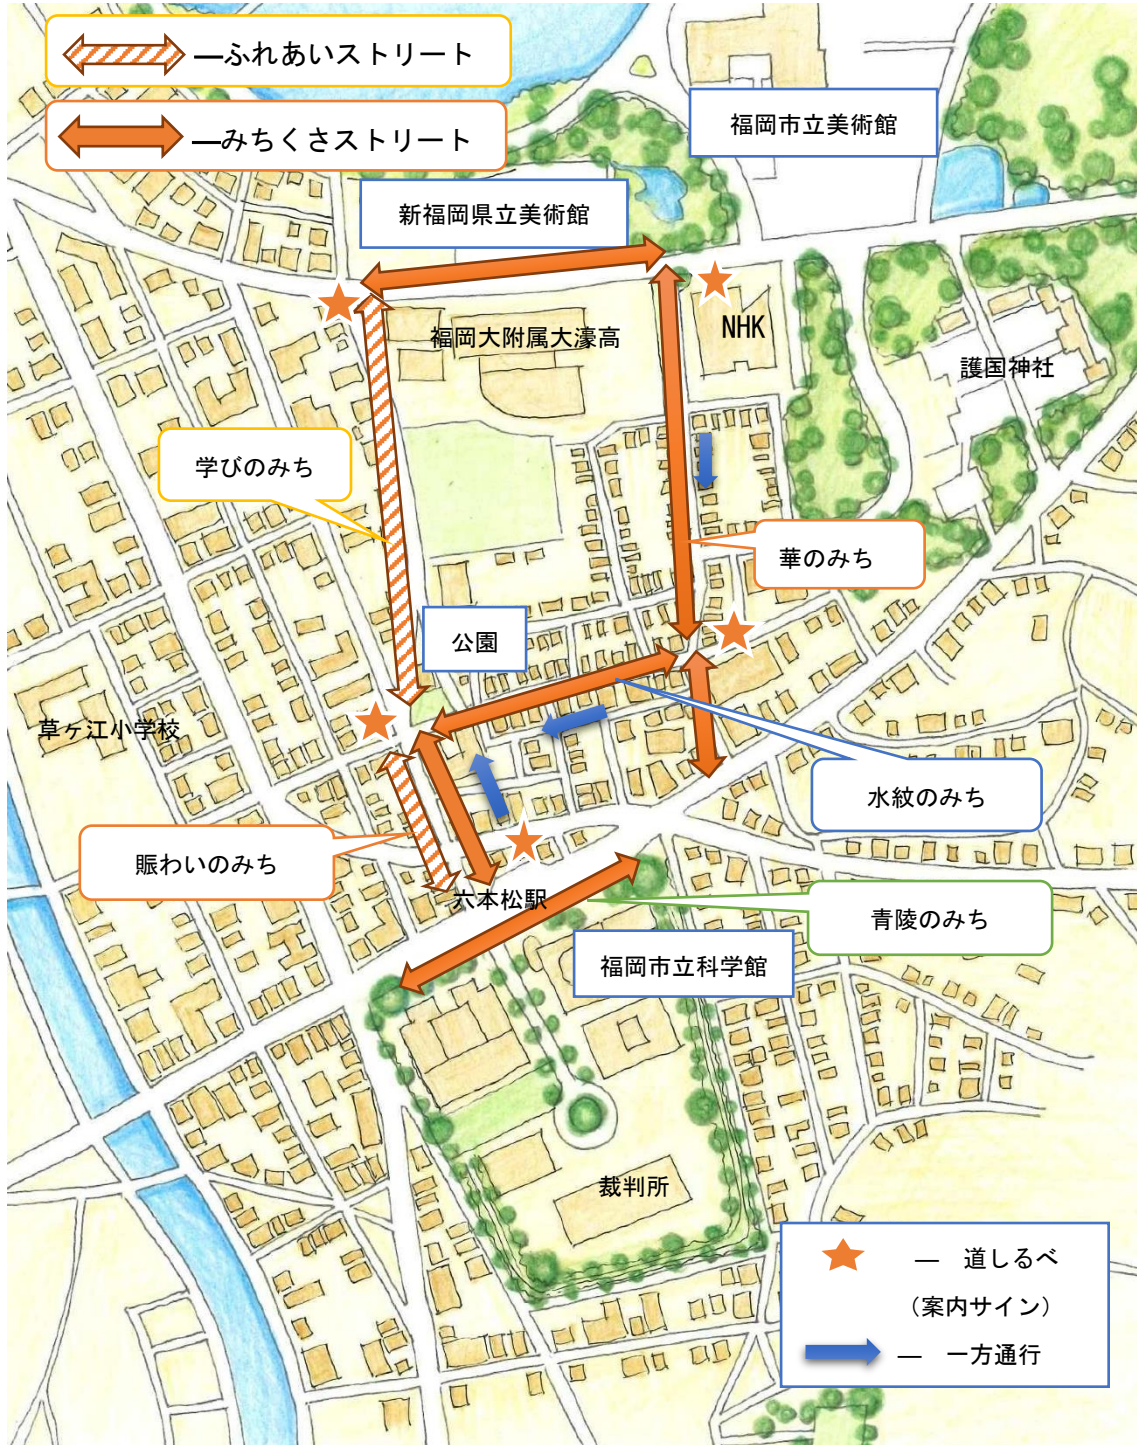 ―ふれあいストリート
―みちくさストリート
福岡市立美術館
新福岡県立美術館
福岡大附属大濠高
NHK
護国神社
学びのみち
華のみち
公園
草ヶ江小学校
水紋のみち
賑わいのみち
六本松駅
青陵のみち
福岡市立科学館
裁判所
― 道しるべ
(案内サイン)
― 一方通行